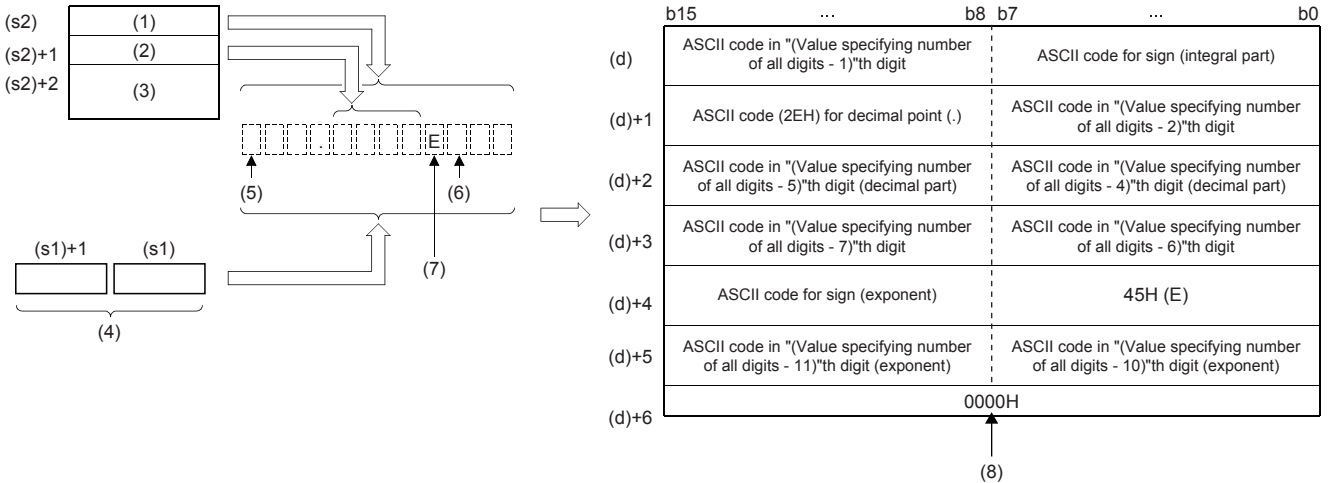 (s2)
(1)
(s2)+1
(2)
(s2)+2
(3)
.
E
(5)
(6)
(7)
(s1)+1
(s1)
(4)
b15
...
b8
b7
...
b0
(d)
ASCII code in "(Value specifying number
of all digits - 1)"th digit
ASCII code for sign (integral part)
(d)+1
ASCII code (2EH) for decimal point (.)
ASCII code in "(Value specifying number
of all digits - 2)"th digit
(d)+2
ASCII code in "(Value specifying number
of all digits - 5)"th digit (decimal part)
ASCII code in "(Value specifying number
of all digits - 4)"th digit (decimal part)
(d)+3
ASCII code in "(Value specifying number
of all digits - 7)"th digit
ASCII code in "(Value specifying number
of all digits - 6)"th digit
(d)+4
ASCII code for sign (exponent)
45H (E)
(d)+5
ASCII code in "(Value specifying number
of all digits - 11)"th digit (exponent)
ASCII code in "(Value specifying number
of all digits - 10)"th digit (exponent)
(d)+6
0000H
(8)